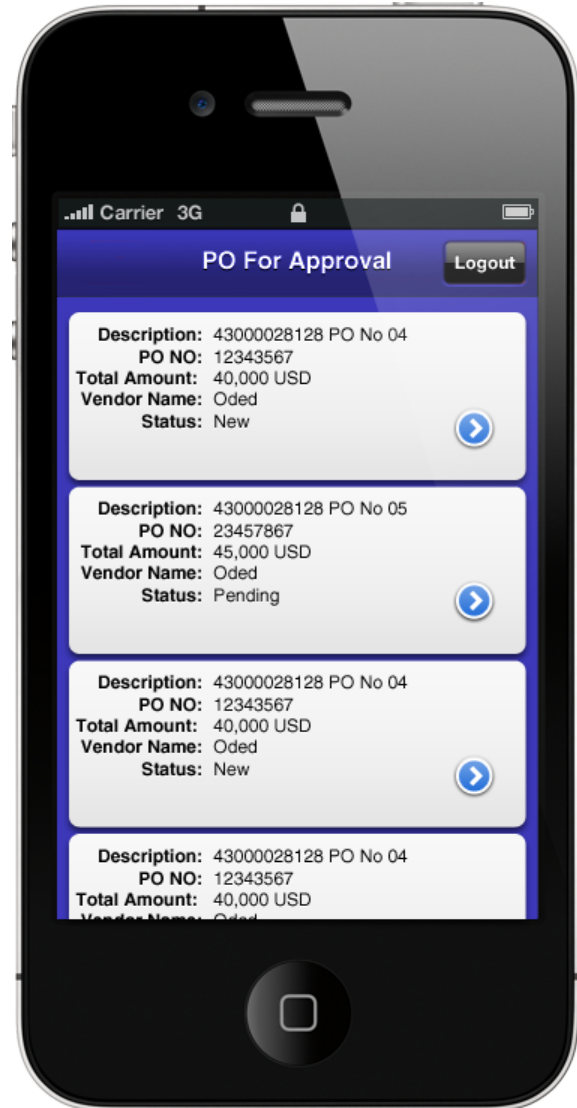 Carrier 3G
PO For Approval
Logout
Description: 43000028128 PO No 04
PO NO: 12343567
Total Amount: 40,000 USD
Vendor Name: Oded
Status: New
Description: 43000028128 PO No 05
PO NO: 23457867
Total Amount: 45,000 USD
Vendor Name: Oded
Status: Pending
Description: 43000028128 PO No 04
PO NO: 12343567
Total Amount: 40,000 USD
Vendor Name: Oded
Status: New
Description: 43000028128 PO No 04
PO NO: 12343567
Total Amount: 40,000 USD
Vendor Name: Oded